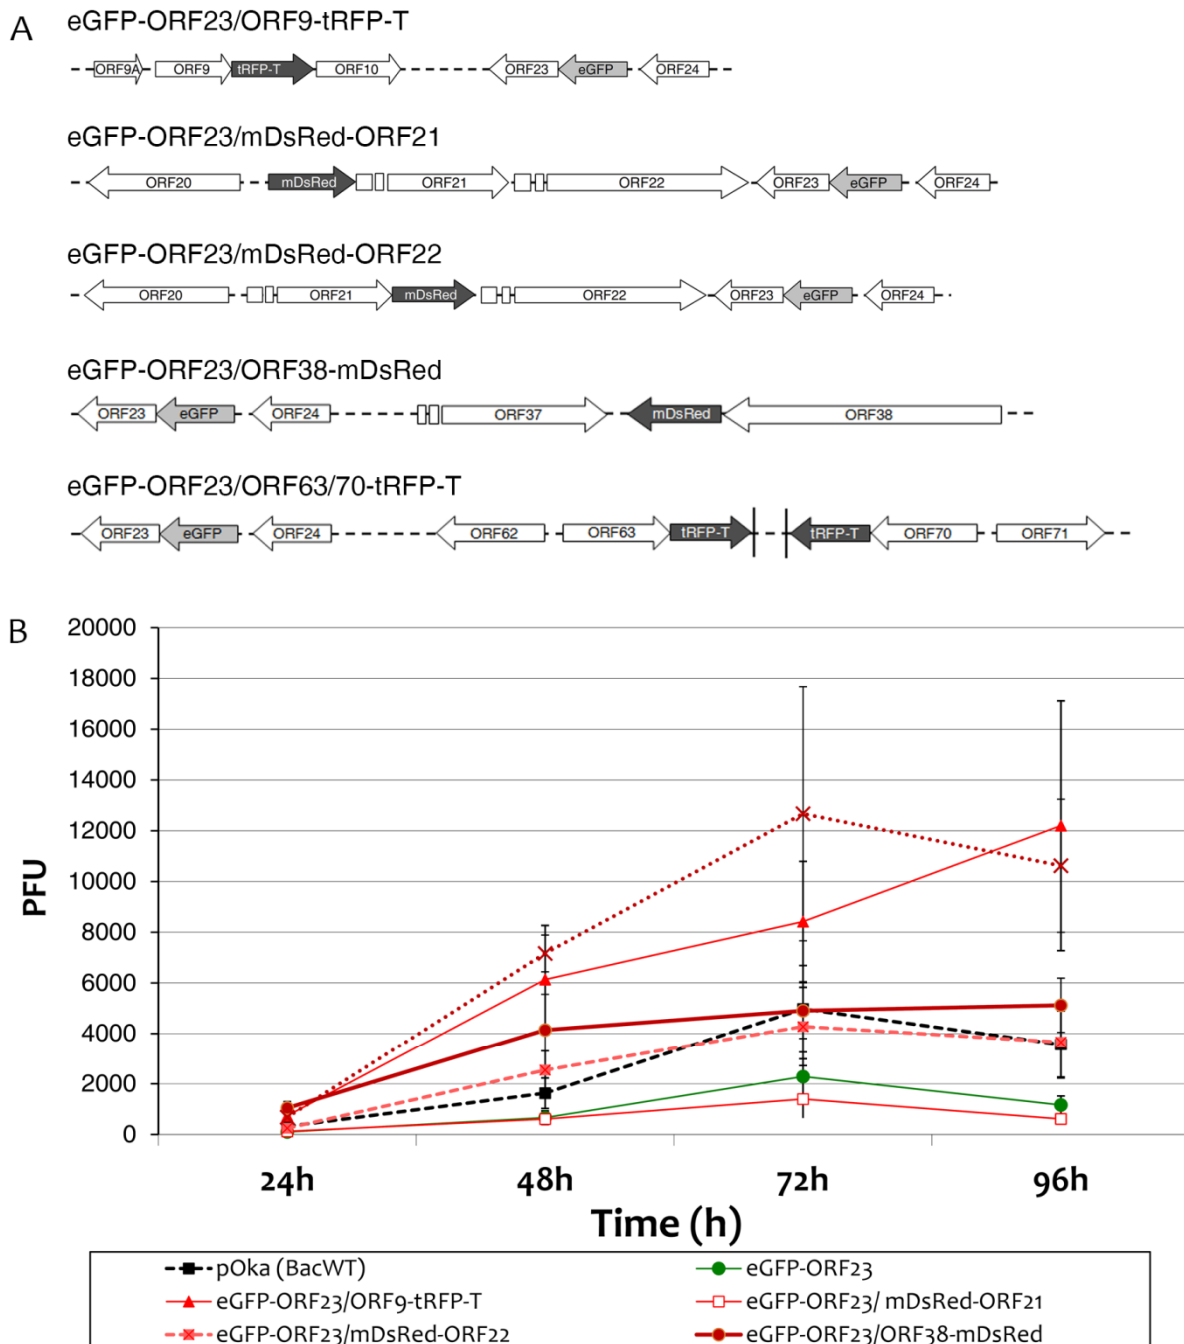 A
eGFP-ORF23/ORF9-tRFP-T
ORF9A ORF9 tRFP-T ORF10 ORF23 eGFP ORF24
eGFP-ORF23/mDsRed-ORF21
ORF20 mDsRed ORF21 ORF22 ORF23 eGFP ORF24
eGFP-ORF23/mDsRed-ORF22
ORF20 ORF21 mDsRed ORF22 ORF23 eGFP ORF24
eGFP-ORF23/ORF38-mDsRed
ORF23 eGFP ORF24 ORF37 mDsRed ORF38
eGFP-ORF23/ORF63/70-tRFP-T
ORF23 eGFP ORF24 ORF62 ORF63 tRFP-T tRFP-T ORF70 ORF71
B
20000
18000
16000
14000
12000
10000
8000
6000
4000
2000
0
PFU
24h 48h 72h 96h
Time (h)
pOka (BacWT) eGFP-ORF23
eGFP-ORF23/ORF9-tRFP-T eGFP-ORF23/ mDsRed-ORF21
eGFP-ORF23/mDsRed-ORF22 eGFP-ORF23/ORF38-mDsRed